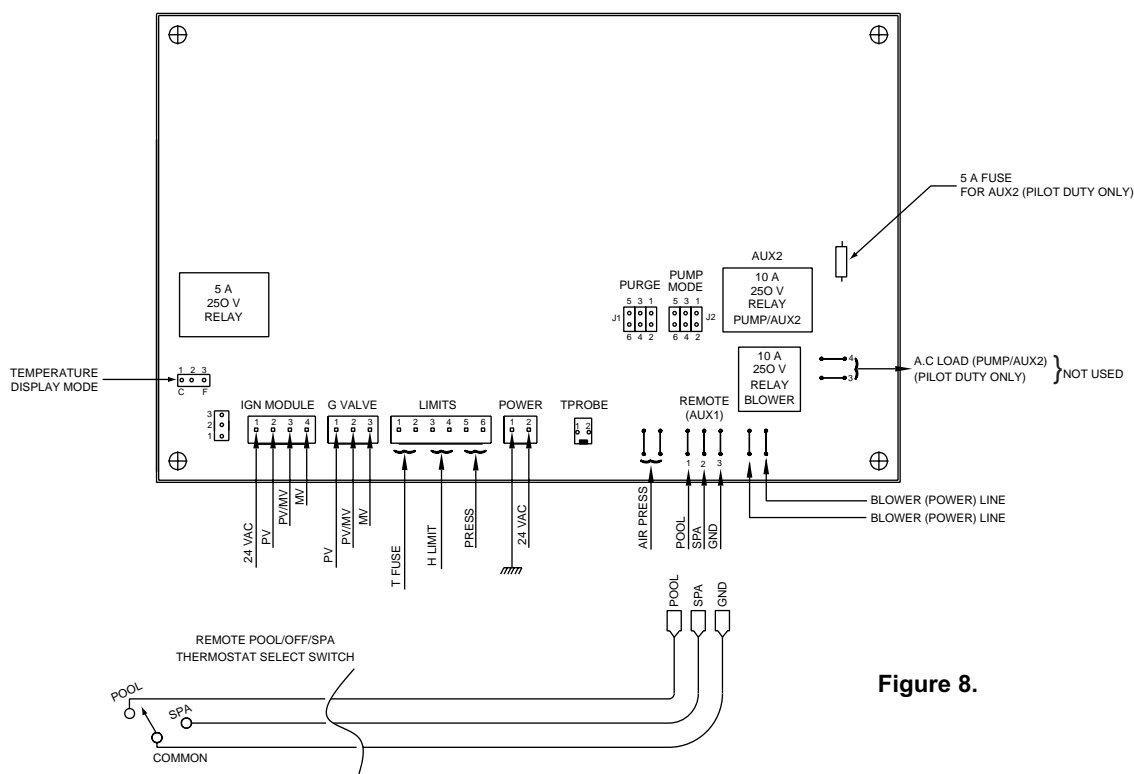 5 A FUSE
FOR AUX2 (PILOT DUTY ONLY)
AUX2
10 A
25O V
RELAY
PUMP/AUX2
PURGE
PUMP
MODE
5 3 1
5 3 1
J1
J2
6 4 2
6 4 2
5 A
25O V
RELAY
10 A
25O V
RELAY
BLOWER
4
3
A.C LOAD (PUMP/AUX2)
(PILOT DUTY ONLY)
NOT USED
TEMPERATURE
DISPLAY MODE
1 2 3
C F
3
2
1
IGN MODULE
1 2 3 4
G VALVE
1 2 3
LIMITS
1 2 3 4 5 6
POWER
1 2
TPROBE
1 2
REMOTE
(AUX1)
1 2 3
24 VAC
PV
PV/MV
MV
PV
PV/MV
MV
T FUSE
H LIMIT
PRESS
24 VAC
AIR PRESS
POOL
SPA
GND
BLOWER (POWER) LINE
BLOWER (POWER) LINE
POOL
SPA
GND
REMOTE POOL/OFF/SPA
THERMOSTAT SELECT SWITCH
POOL
SPA
COMMON
Figure 8.